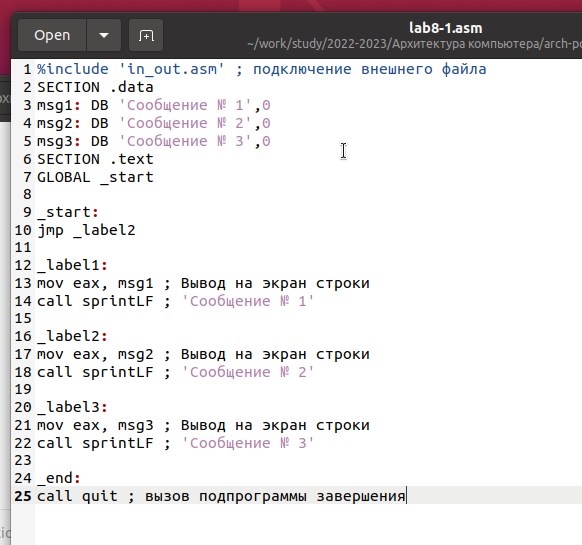 Open
lab8-1.asm
~/work/study/2022-2023/Архитектура компьютера/arch-
1 %include 'in_out.asm' ; подключение внешнего файла
2 SECTION .data
3 msg1: DB 'Сообщение № 1',0
4 msg2: DB 'Сообщение № 2',0
5 msg3: DB 'Сообщение № 3',0
6 SECTION .text
7 GLOBAL _start
8
9 _start:
10 jmp _label2
11
12 _label1:
13 mov eax, msg1 ; Вывод на экран строки
14 call sprintLF ; 'Сообщение № 1'
15
16 _label2:
17 mov eax, msg2 ; Вывод на экран строки
18 call sprintLF ; 'Сообщение № 2'
19
20 _label3:
21 mov eax, msg3 ; Вывод на экран строки
22 call sprintLF ; 'Сообщение № 3'
23
24 _end:
25 call quit ; вызов подпрограммы завершения